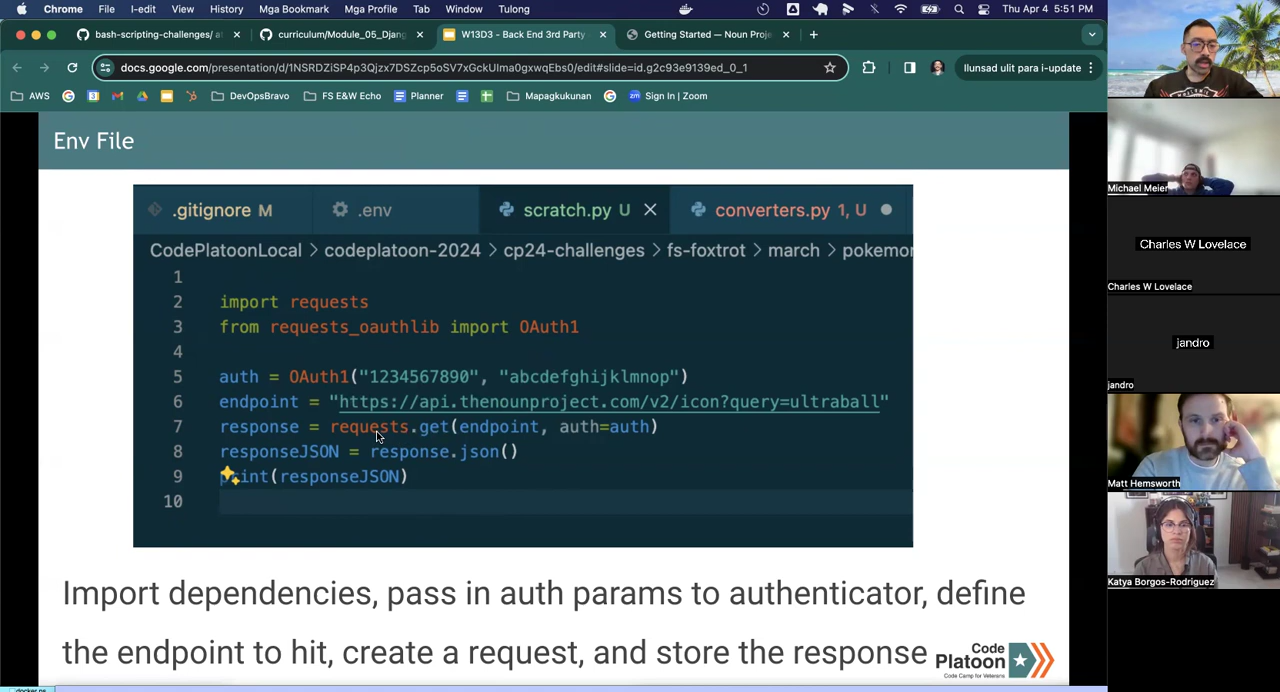 Chrome File Edit View History Mga Bookmark Mga Profile Tab Window Tulong Thu Apr 4 5:51 PM
bash-scripting-challenges/ at
curriculum/Module_05_Djang
W13D3 - Back End 3rd Party
Getting Started — Noun Proje
docs.google.com/presentation/d/1NSRDZiSP4p3Qjzx7DSZcp5oSV7xGckUIma0gxwqEbs0/edit#slide=id.g2c93e9139ed_0_1
Ilunsad ulit para i-update
AWS DevOpsBravo FS E&W Echo Planner Mapagkukunan Sign In | Zoom
Env File
.gitignore M .env scratch.py U converters.py 1, U
CodePlatoonLocal > codeplatoon-2024 > cp24-challenges > fs-foxtrot > march > pokemon
1
2 import requests
3 from requests_oauthlib import OAuth1
4
5 auth = OAuth1("1234567890", "abcdefghijklmnop")
6 endpoint = "https://api.thenounproject.com/v2/icon?query=ultraball"
7 response = requests.get(endpoint, auth=auth)
8 responseJSON = response.json()
9 print(responseJSON)
10
Import dependencies, pass in auth params to authenticator, define
the endpoint to hit, create a request, and store the response
Code
Platoon
Code Camp for Veterans
Michael Meier
Charles W Lovelace
Charles W Lovelace
jandro
jandro
Matt Hemsworth
Katya Borgos-Rodriguez